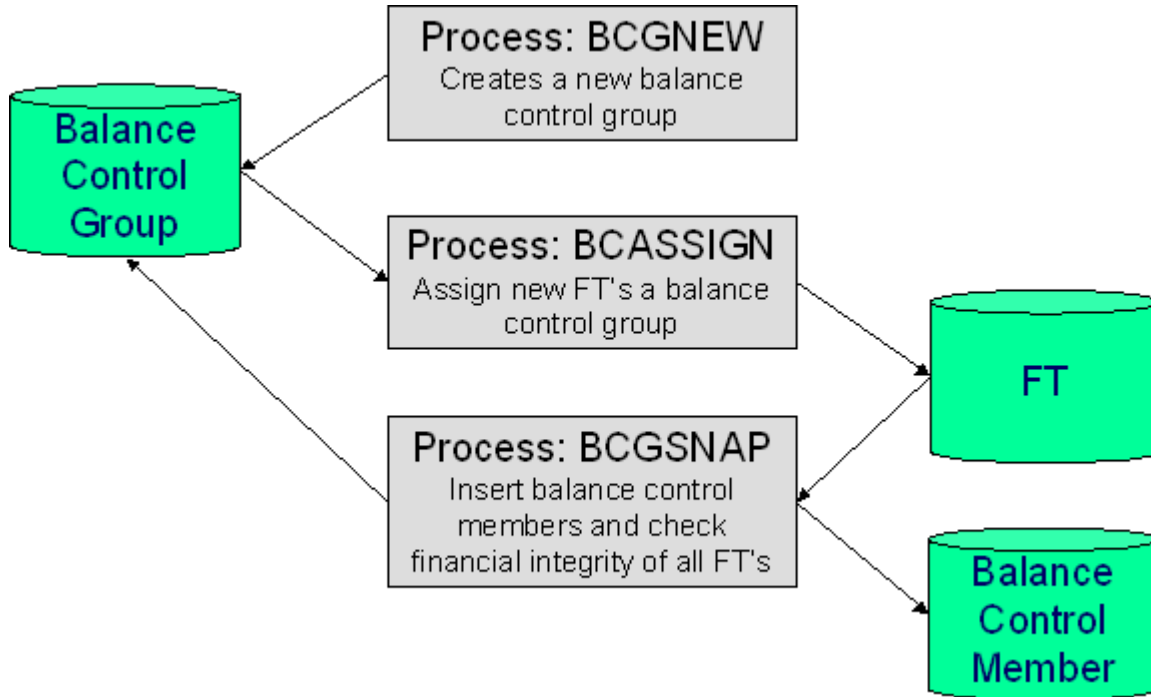 Process: BCGNEW
Creates a new balance
control group
Balance
Control
Group
Process: BCASSIGN
Assign new FT's a balance
control group
FT
Process: BCGSNAP
Insert balance control
members and check
financial integrity of all FT's
Balance
Control
Member